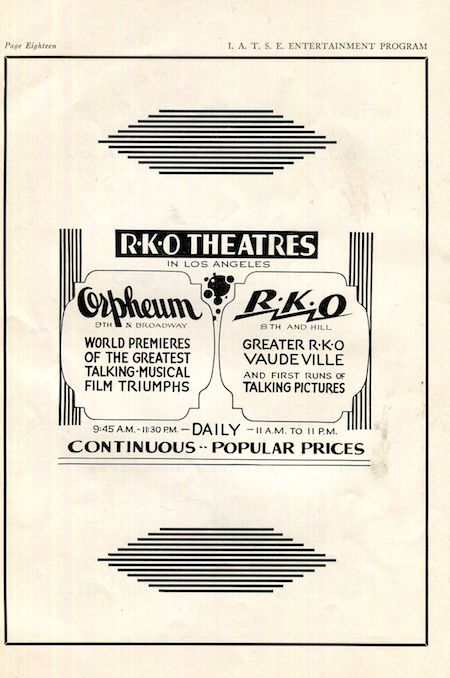 Page Eighteen
I. A. T. S. E. ENTERTAINMENT PROGRAM
R·K·O THEATRES
IN LOS ANGELES
Orpheum
9TH & BROADWAY
WORLD PREMIERES
OF THE GREATEST
TALKING-MUSICAL
FILM TRIUMPHS
R·K·O
8TH AND HILL
GREATER R·K·O
VAUDEVILLE
AND FIRST RUNS OF
TALKING PICTURES
9:45 A.M.-11:30 P.M. — DAILY — 11 A.M. TO 11 P.M.
CONTINUOUS -- POPULAR PRICES